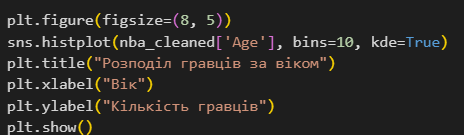 plt.figure(figsize=(8, 5))
sns.histplot(nba_cleaned['Age'], bins=10, kde=True)
plt.title("Розподіл гравців за віком")
plt.xlabel("Вік")
plt.ylabel("Кількість гравців")
plt.show()